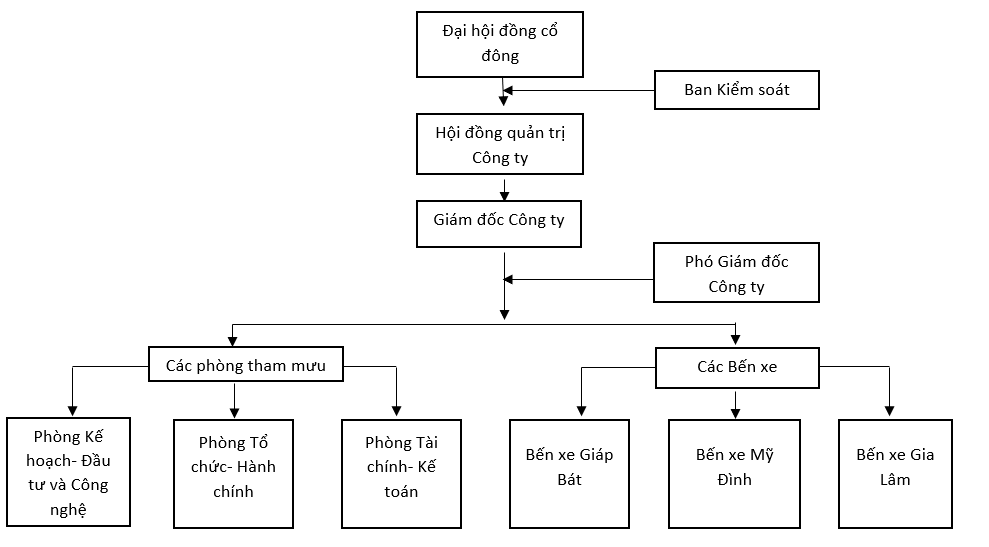 Đại hội đồng cổ
đông
Ban Kiểm soát
Hội đồng quản trị
Công ty
Giám đốc Công ty
Phó Giám đốc
Công ty
Các phòng tham mưu
Các Bến xe
Phòng Kế
hoạch- Đầu
tư và Công
nghệ
Phòng Tổ
chức- Hành
chính
Phòng Tài
chính- Kế
toán
Bến xe Giáp
Bát
Bến xe Mỹ
Đình
Bến xe Gia
Lâm